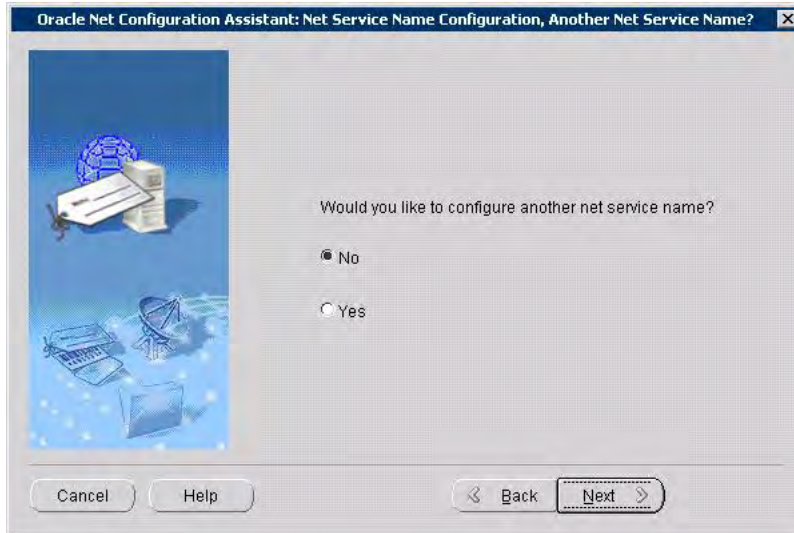 Oracle Net Configuration Assistant: Net Service Name Configuration, Another Net Service Name?
Would you like to configure another net service name?
No
Yes
Cancel
Help
Back
Next